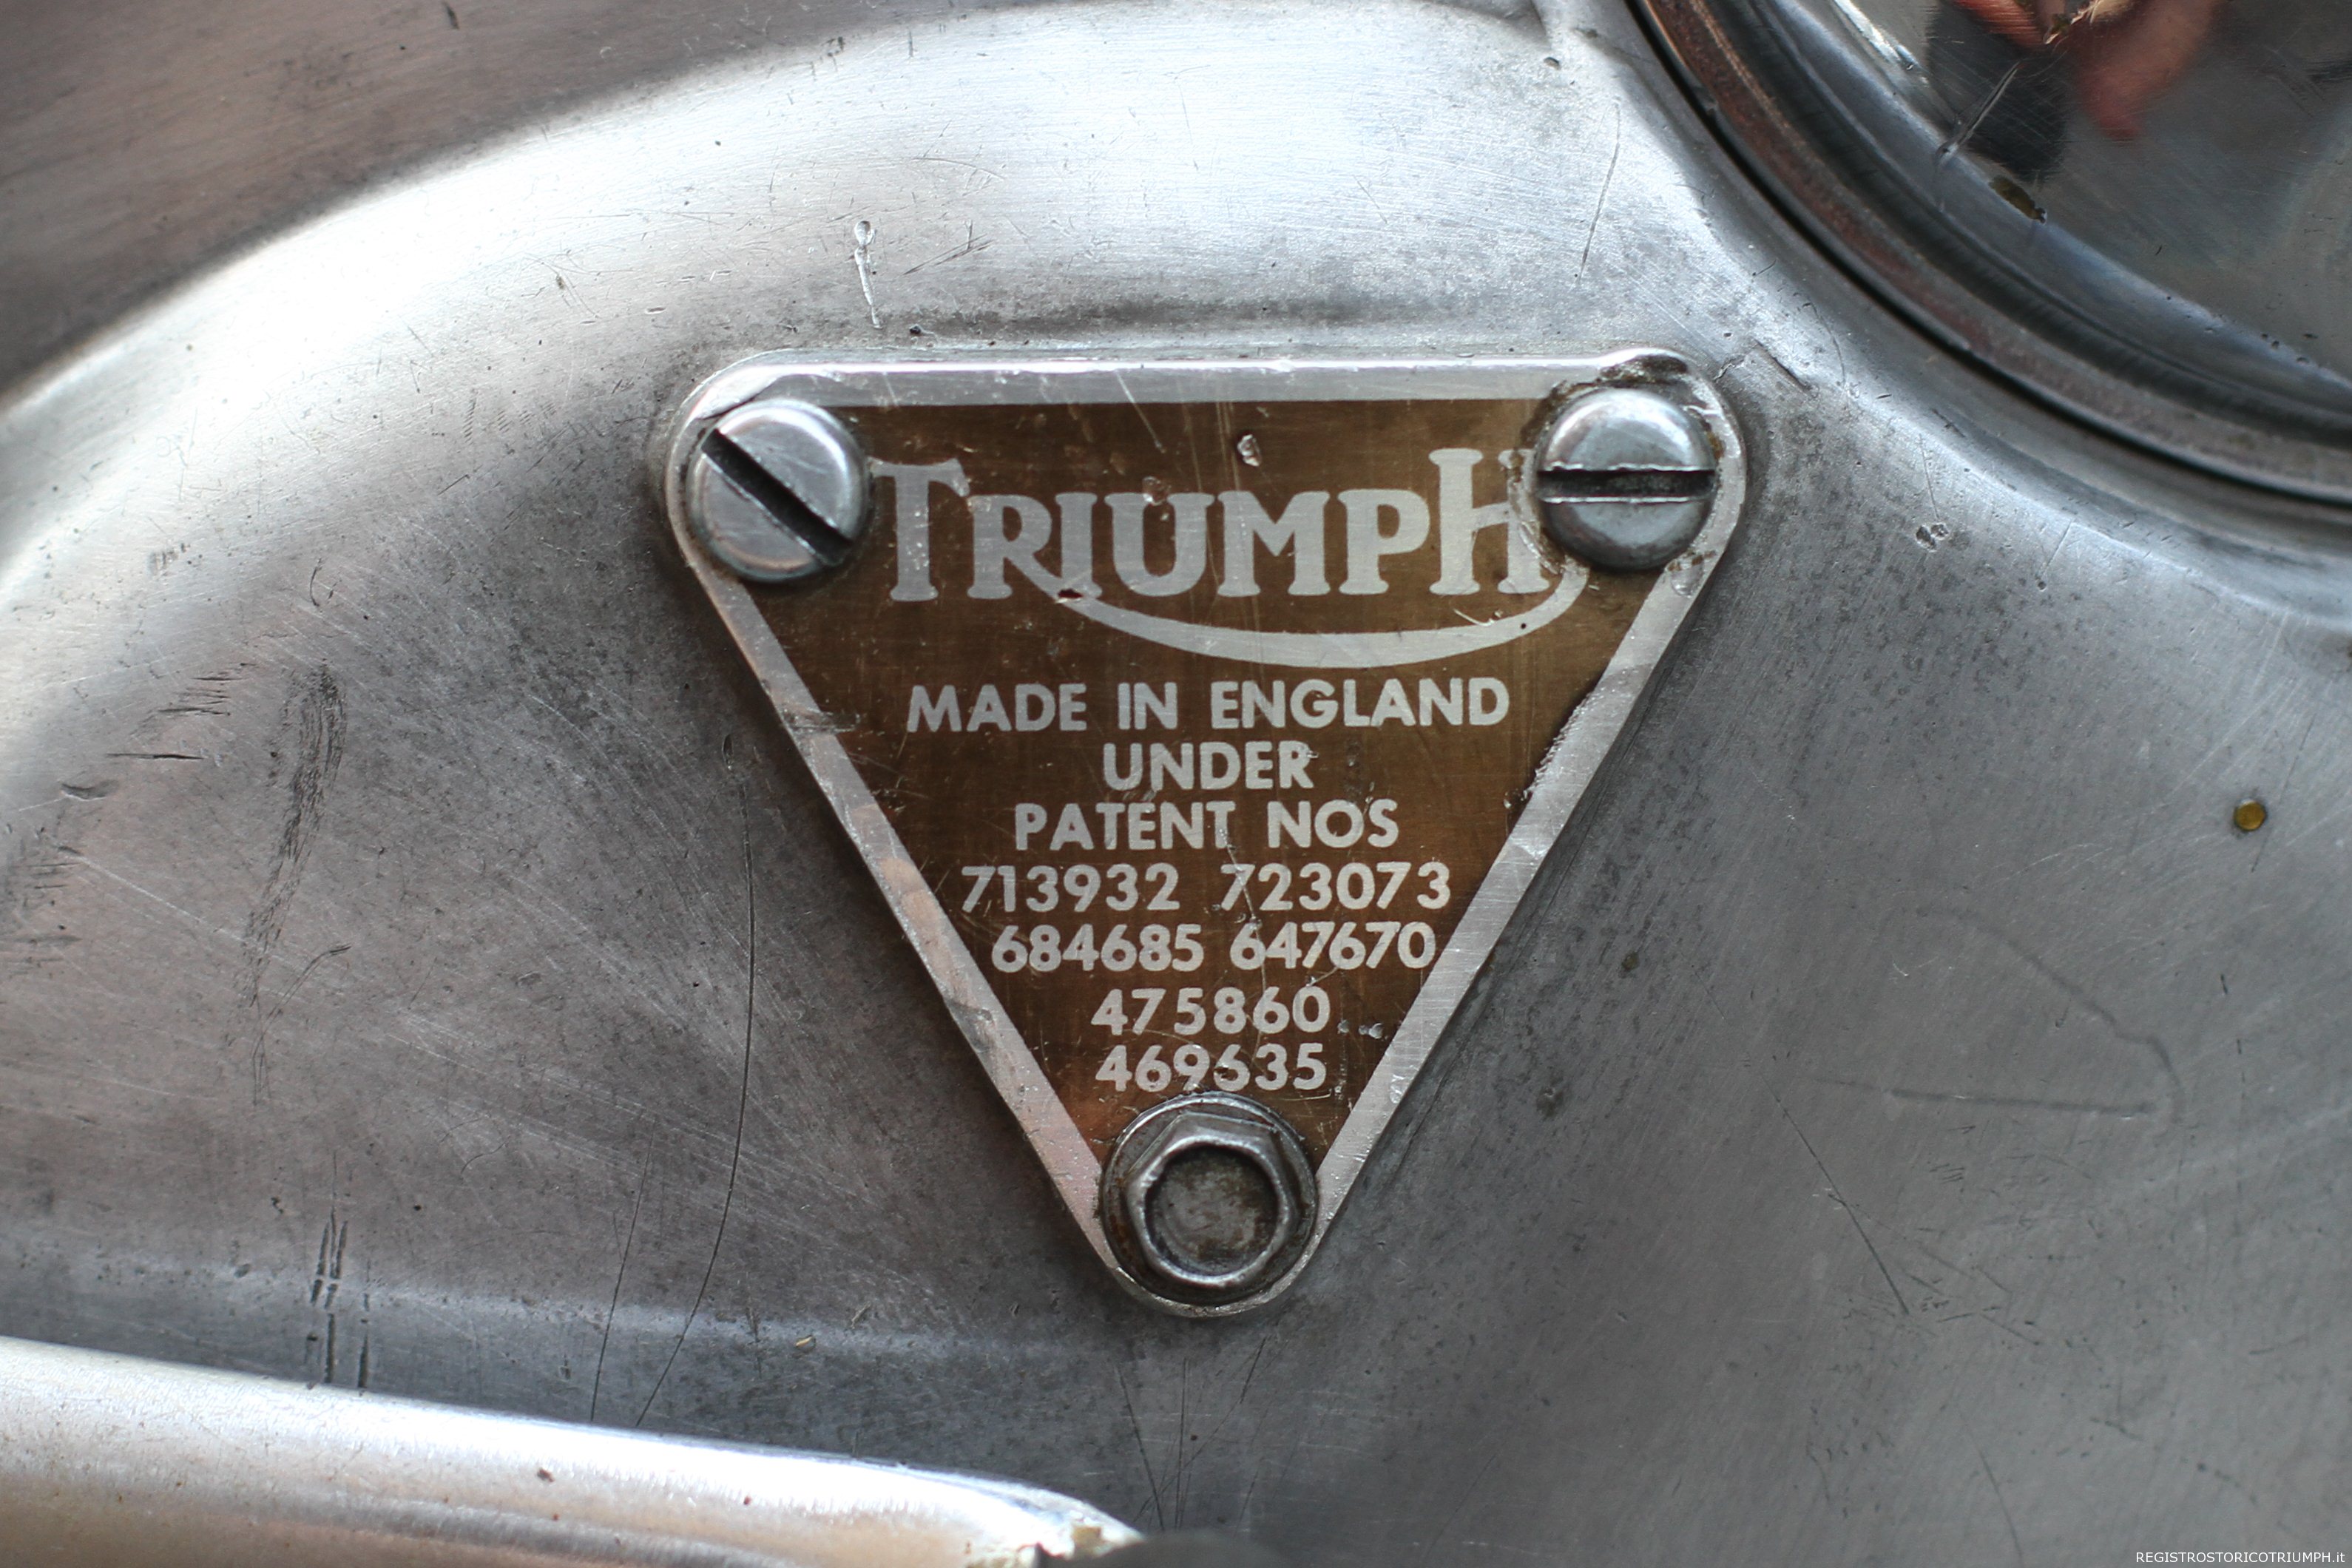 TRIUMPH
MADE IN ENGLAND
UNDER
PATENT NOS
713932 723073
684685 647670
475860
469635
REGISTROSTORICOTRIUMPH.it